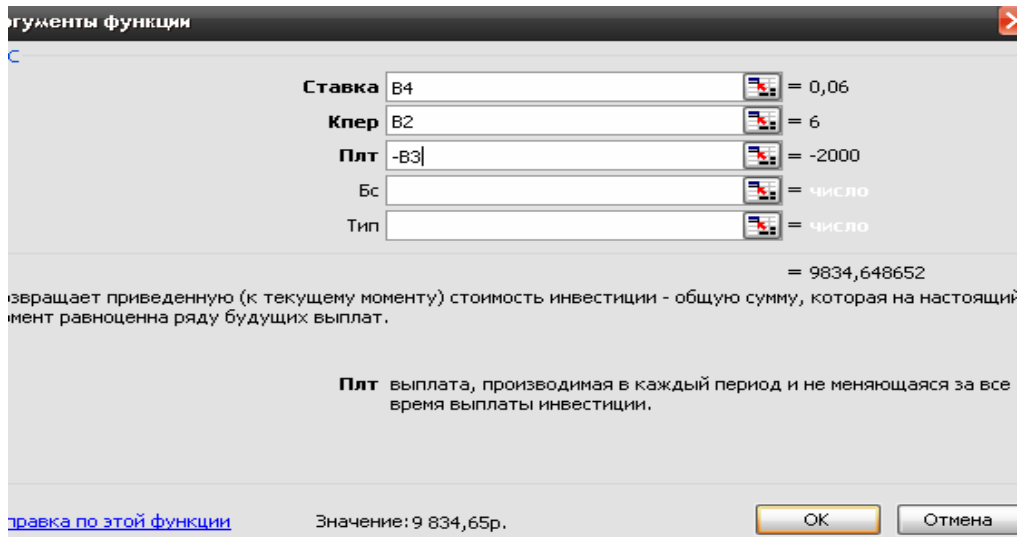 ргументы функции
С
Ставка B4 = 0,06
Кпер B2 = 6
Плт -B3 = -2000
Бс = число
Тип = число
= 9834,648652
озвращает приведенную (к текущему моменту) стоимость инвестиции - общую сумму, которая на настоящий
омент равноценна ряду будущих выплат.
Плт выплата, производимая в каждый период и не меняющаяся за все
время выплаты инвестиции.
правка по этой функции Значение: 9 834,65р. ОК Отмена